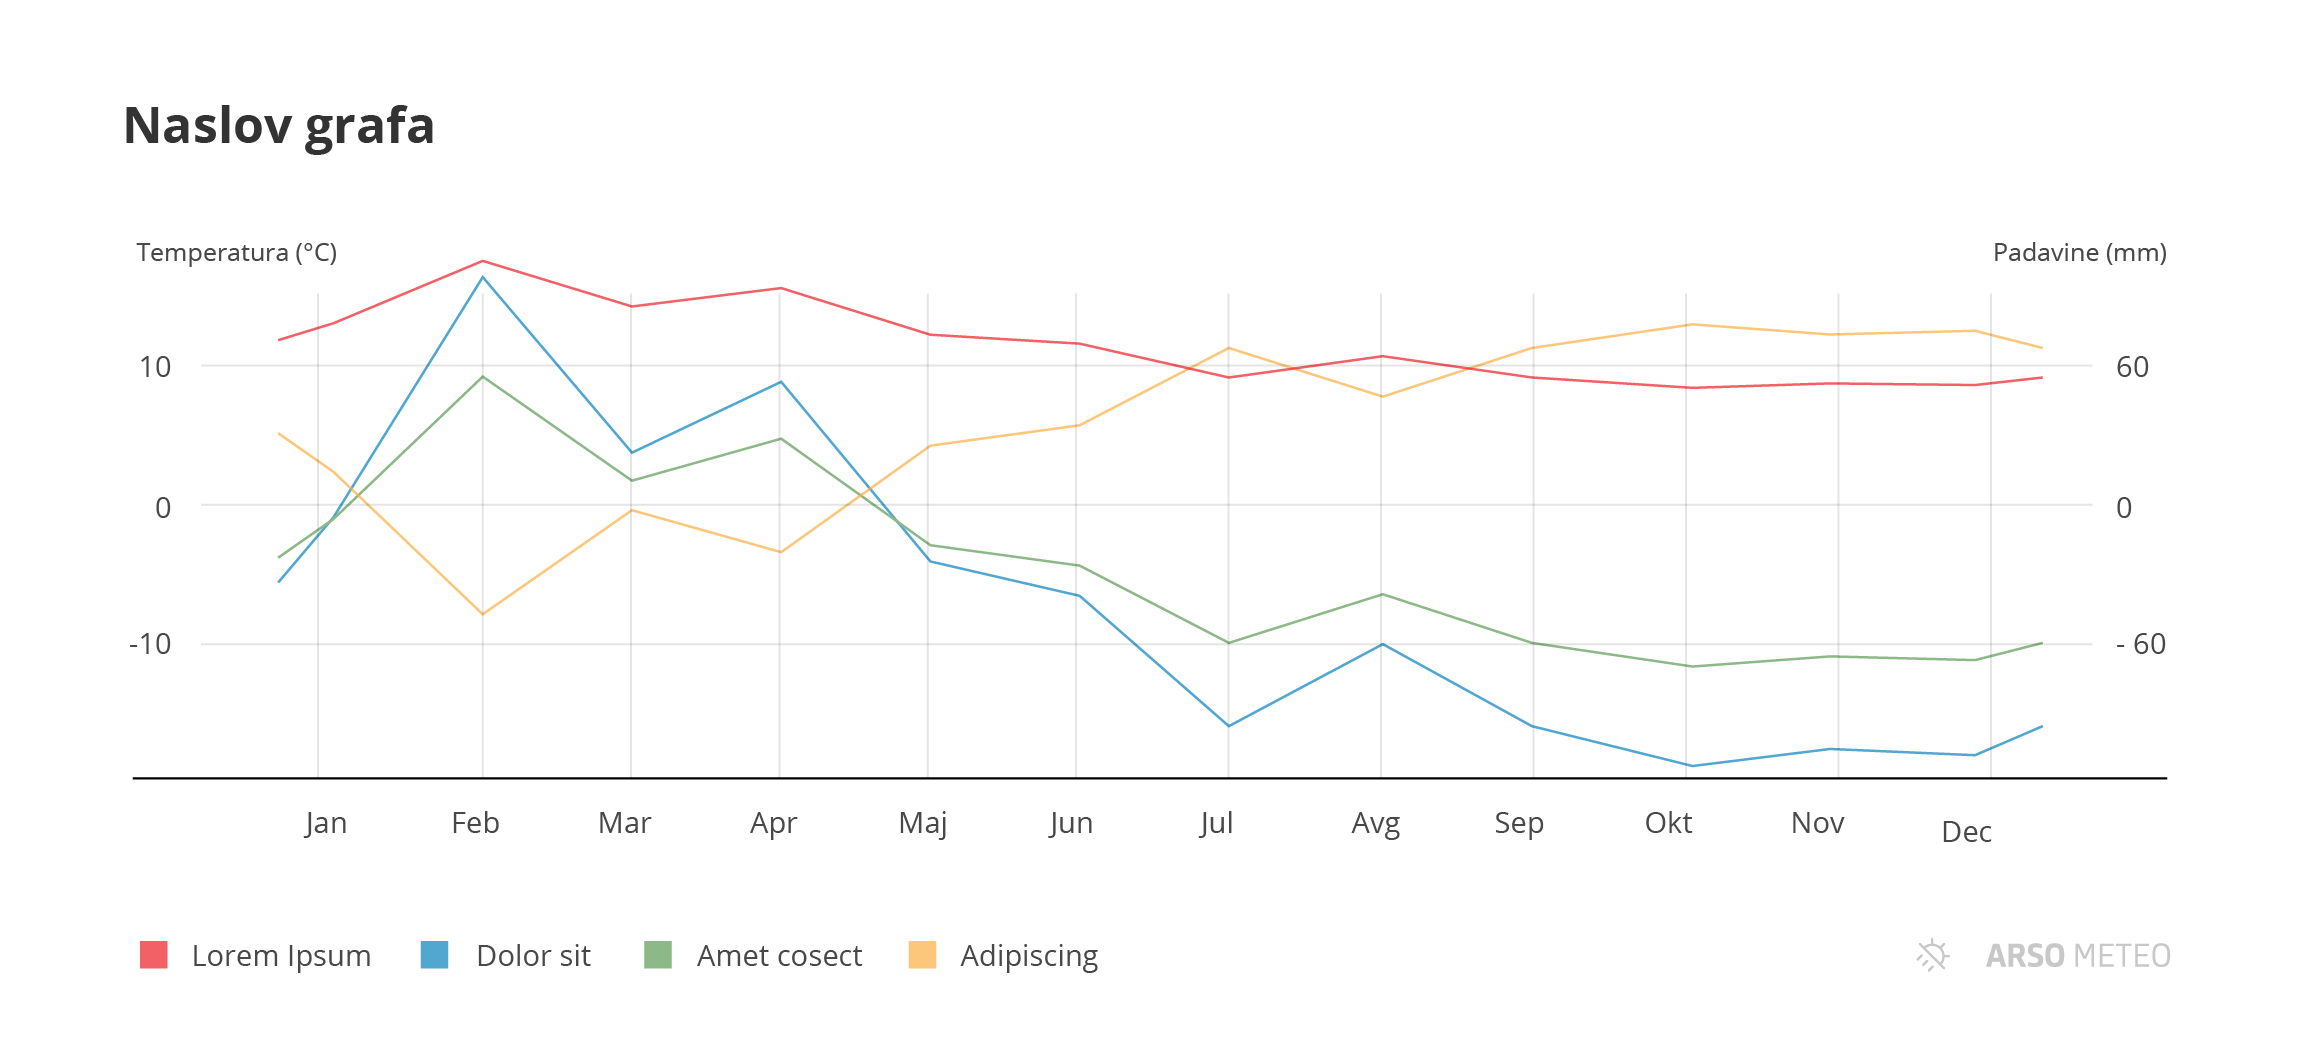 Naslov grafa
Temperatura (°C)
Padavine (mm)
10
60
0
0
-10
- 60
Jan Feb Mar Apr Maj Jun Jul Avg Sep Okt Nov Dec
Lorem Ipsum Dolor sit Amet cosect Adipiscing
ARSO METEO